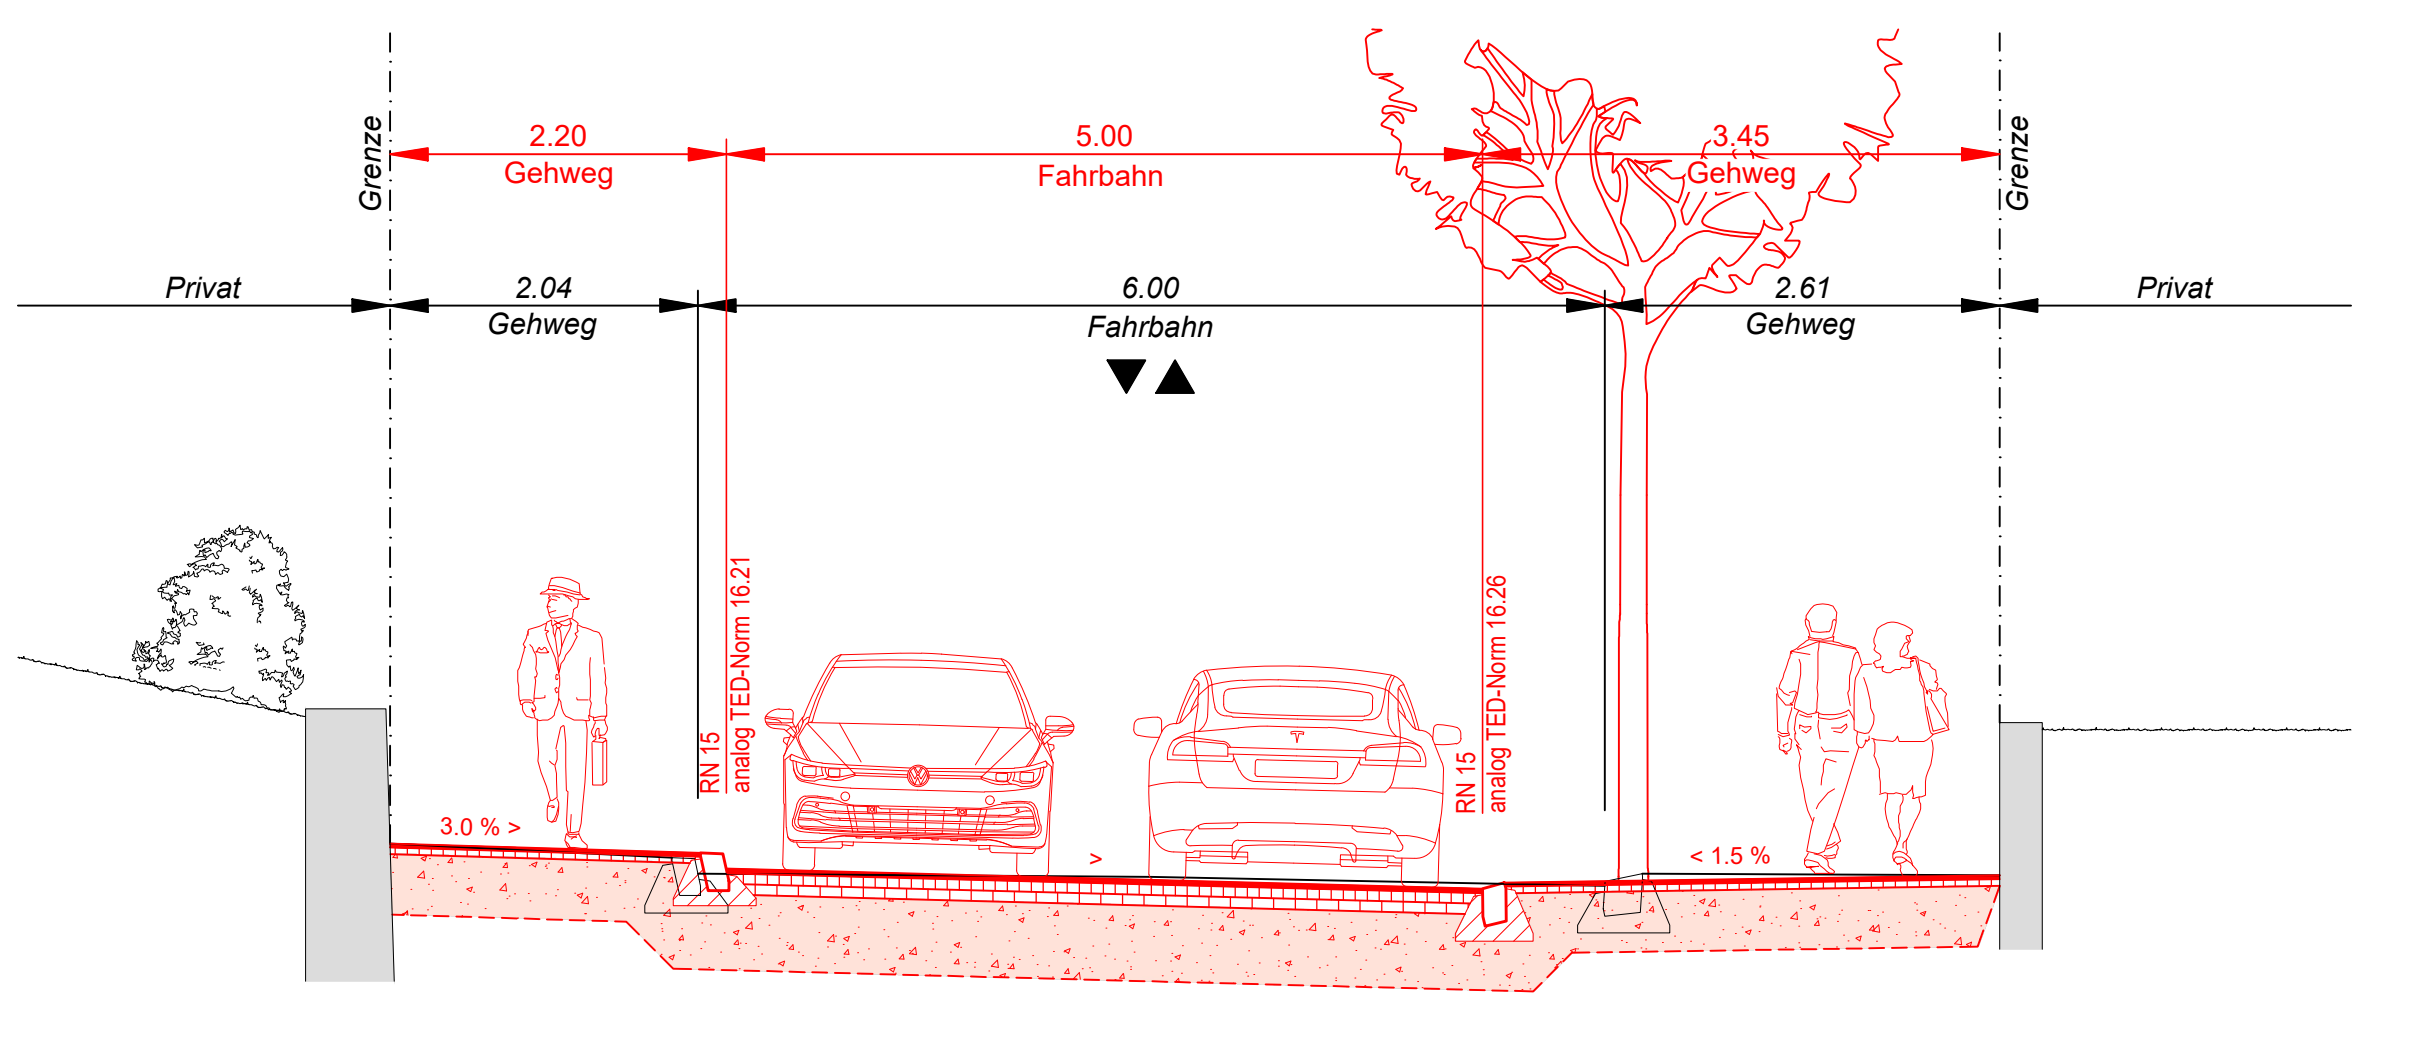 Grenze
2.20
Gehweg
5.00
Fahrbahn
3.45
Gehweg
Grenze
Privat
2.04
Gehweg
6.00
Fahrbahn
2.61
Gehweg
Privat
RN 15
analog TED-Norm 16.21
RN 15
analog TED-Norm 16.26
3.0 % >
>
< 1.5 %